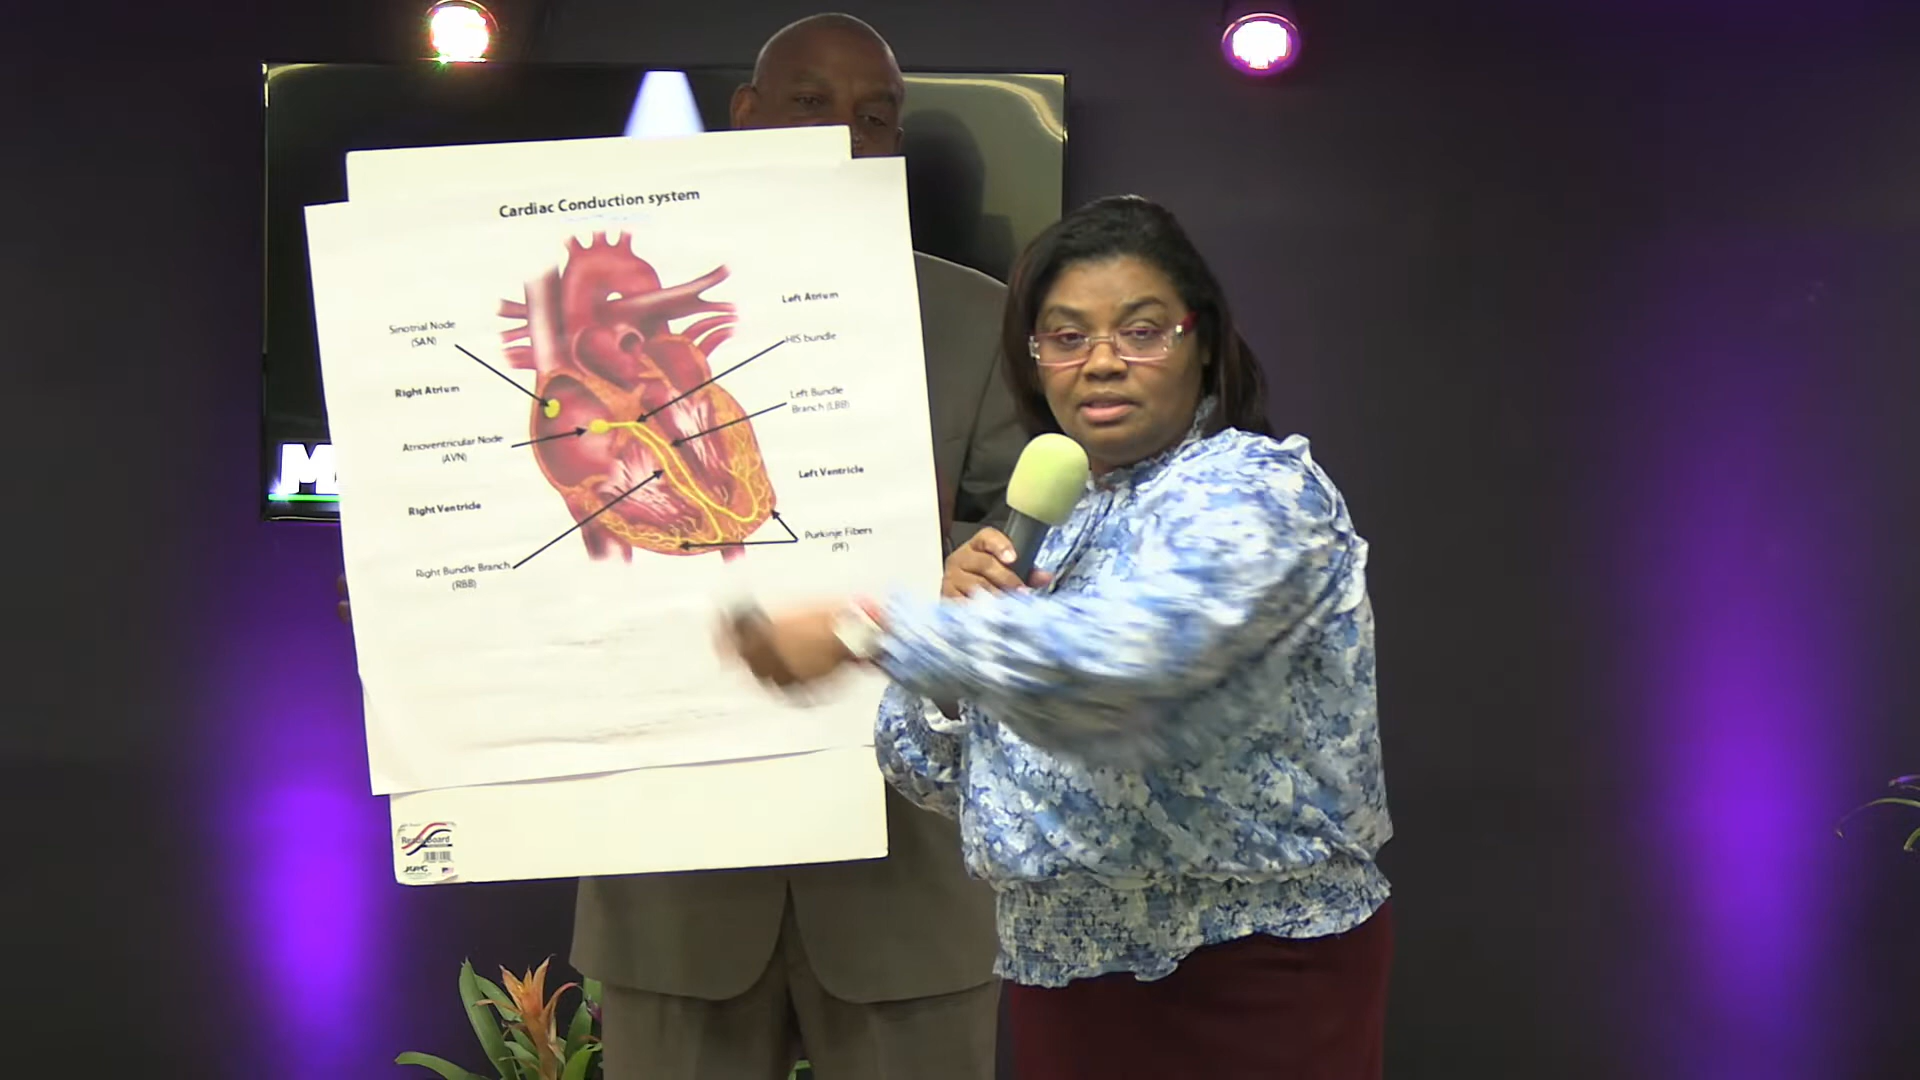 Cardiac Conduction system
Left Atrium
Sinotrial Node
(SAN)
HIS bundle
Right Atrium
Left Bundle
Branch (LBB)
Atrioventricular Node
(AVN)
Left Ventricle
Right Ventricle
Purkinje Fibers
(PF)
Right Bundle Branch
(RBB)